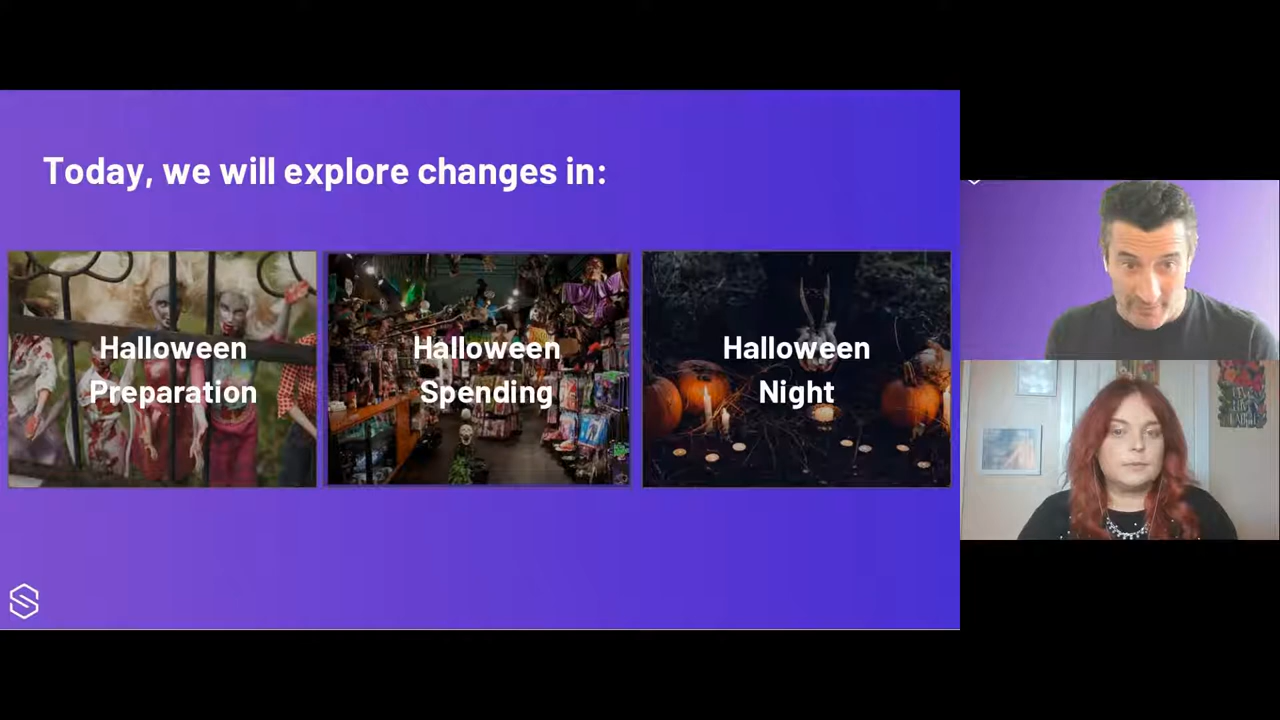 Today, we will explore changes in:
Halloween
Preparation
Halloween
Spending
Halloween
Night